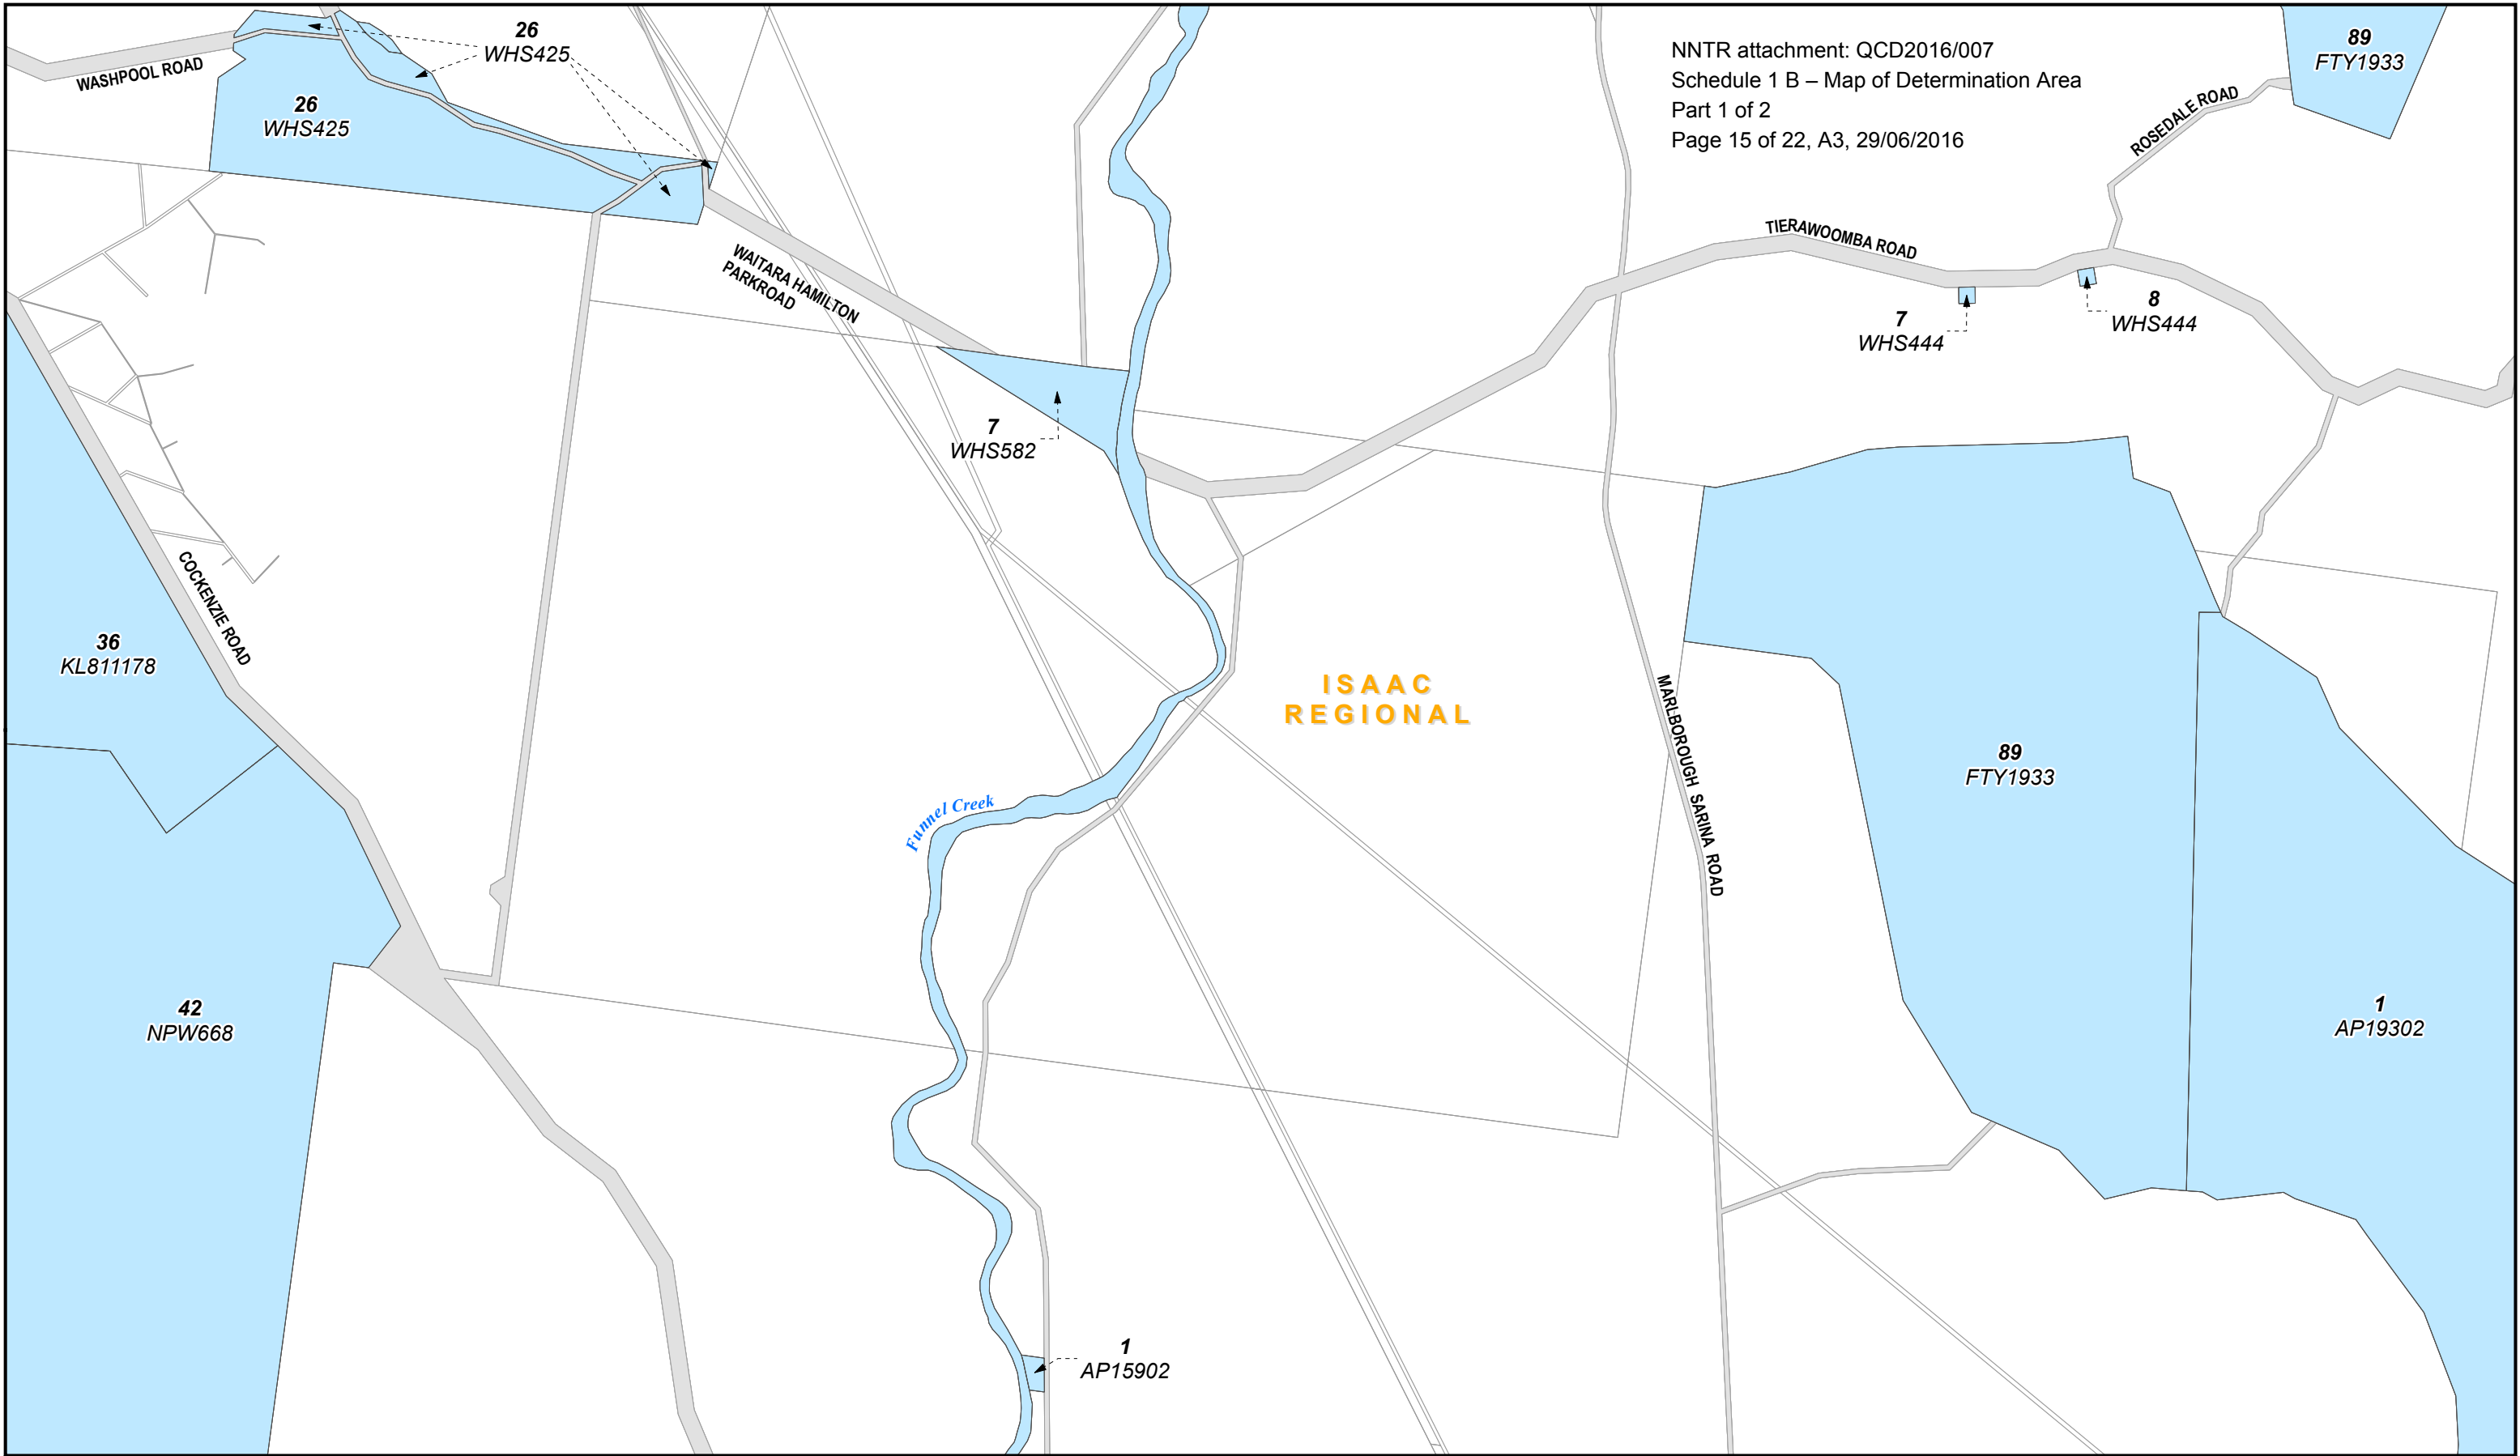 NNTR attachment: QCD2016/007
Schedule 1 B – Map of Determination Area
Part 1 of 2
Page 15 of 22, A3, 29/06/2016
26
WHS425
WASHPOOL ROAD
26
WHS425
89
FTY1933
ROSEDALE ROAD
TIERAWOOMBA ROAD
WAITARA HAMILTON
PARKROAD
7
WHS444
8
WHS444
7
WHS582
COCKENZIE ROAD
36
KL811178
ISAAC
REGIONAL
MARLBOROUGH SARINA ROAD
89
FTY1933
Funnel Creek
42
NPW668
1
AP19302
1
AP15902